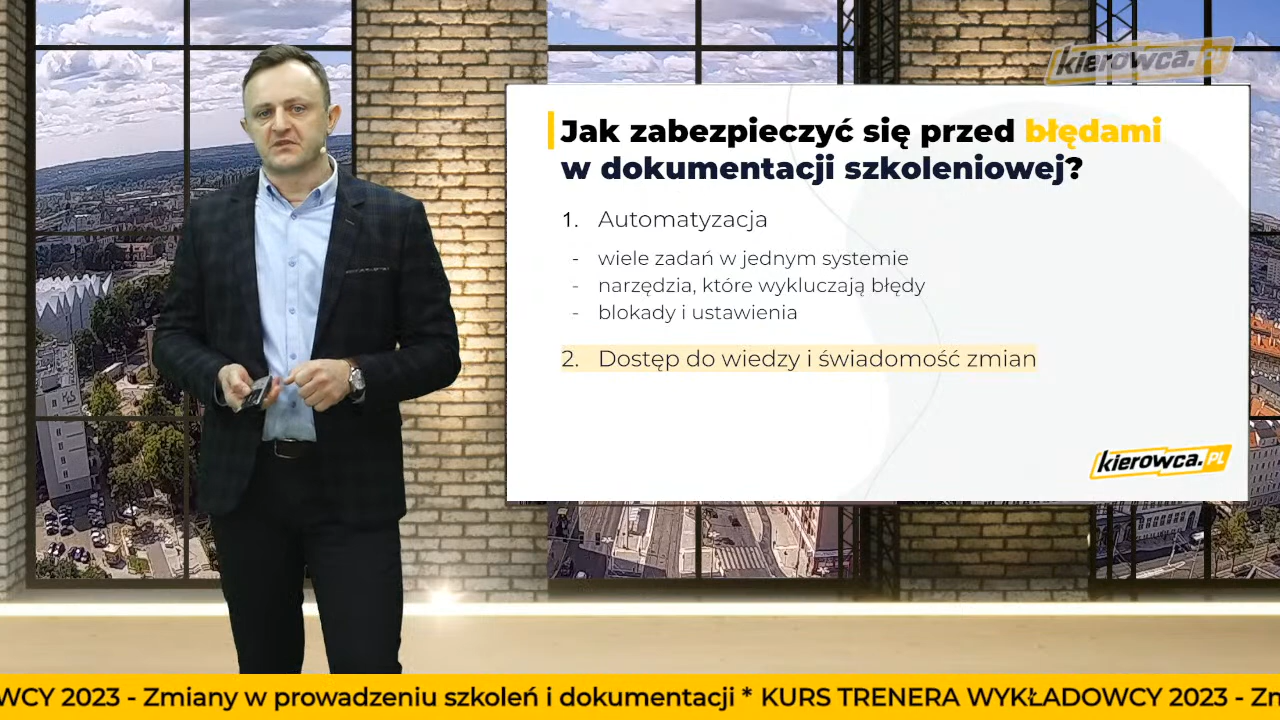 kierowca.PL
Jak zabezpieczyć się przed błędami
w dokumentacji szkoleniowej?
1. Automatyzacja
- wiele zadań w jednym systemie
- narzędzia, które wykluczają błędy
- blokady i ustawienia
2. Dostęp do wiedzy i świadomość zmian
kierowca.PL
WCY 2023 - Zmiany w prowadzeniu szkoleń i dokumentacji * KURS TRENERA WYKŁADOWCY 2023 - Zn